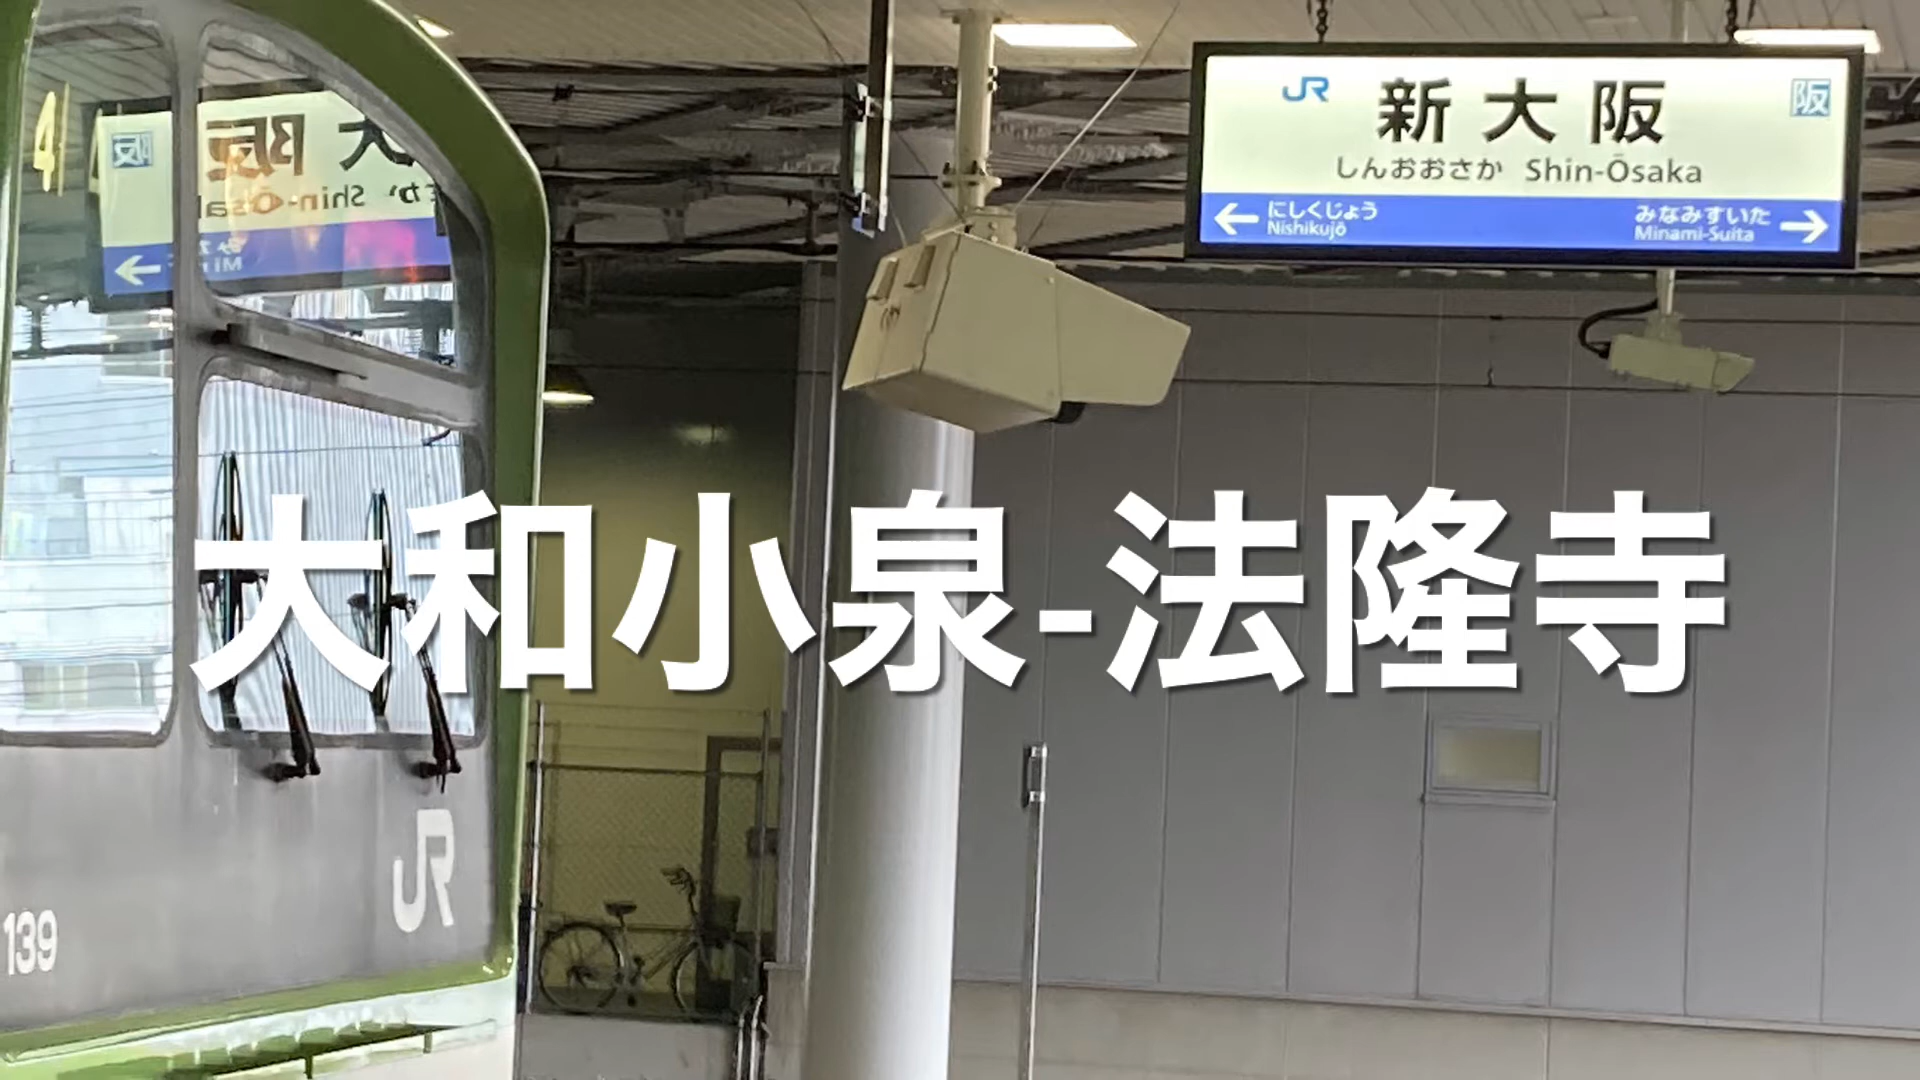 JR 新大阪 阪
しんおおさか Shin-Ōsaka
にしくじょう みなみすいた
Nishikujō Minami-Suita
大和小泉-法隆寺
JR
139